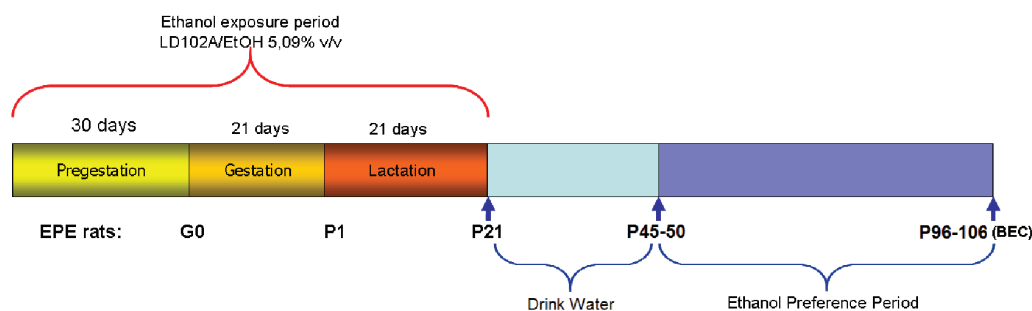 Ethanol exposure period
LD102A/EtOH 5,09% v/v
30 days
21 days
21 days
Pregestation
Gestation
Lactation
EPE rats:
G0
P1
P21
P45-50
P96-106 (BEC)
Drink Water
Ethanol Preference Period